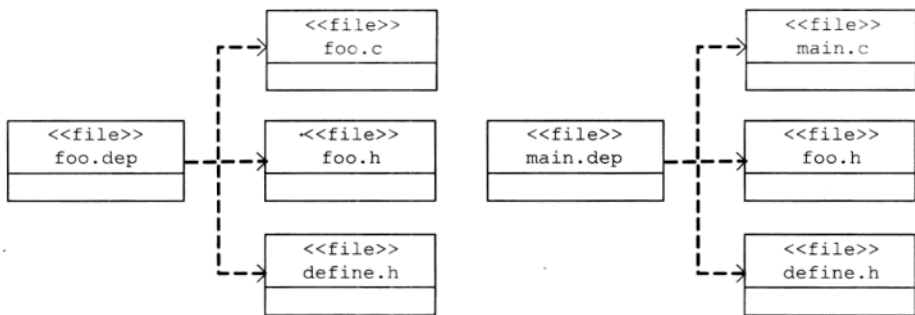 <<file>>
foo.c
<<file>>
foo.dep
<<file>>
foo.h
<<file>>
define.h
<<file>>
main.c
<<file>>
main.dep
<<file>>
foo.h
<<file>>
define.h